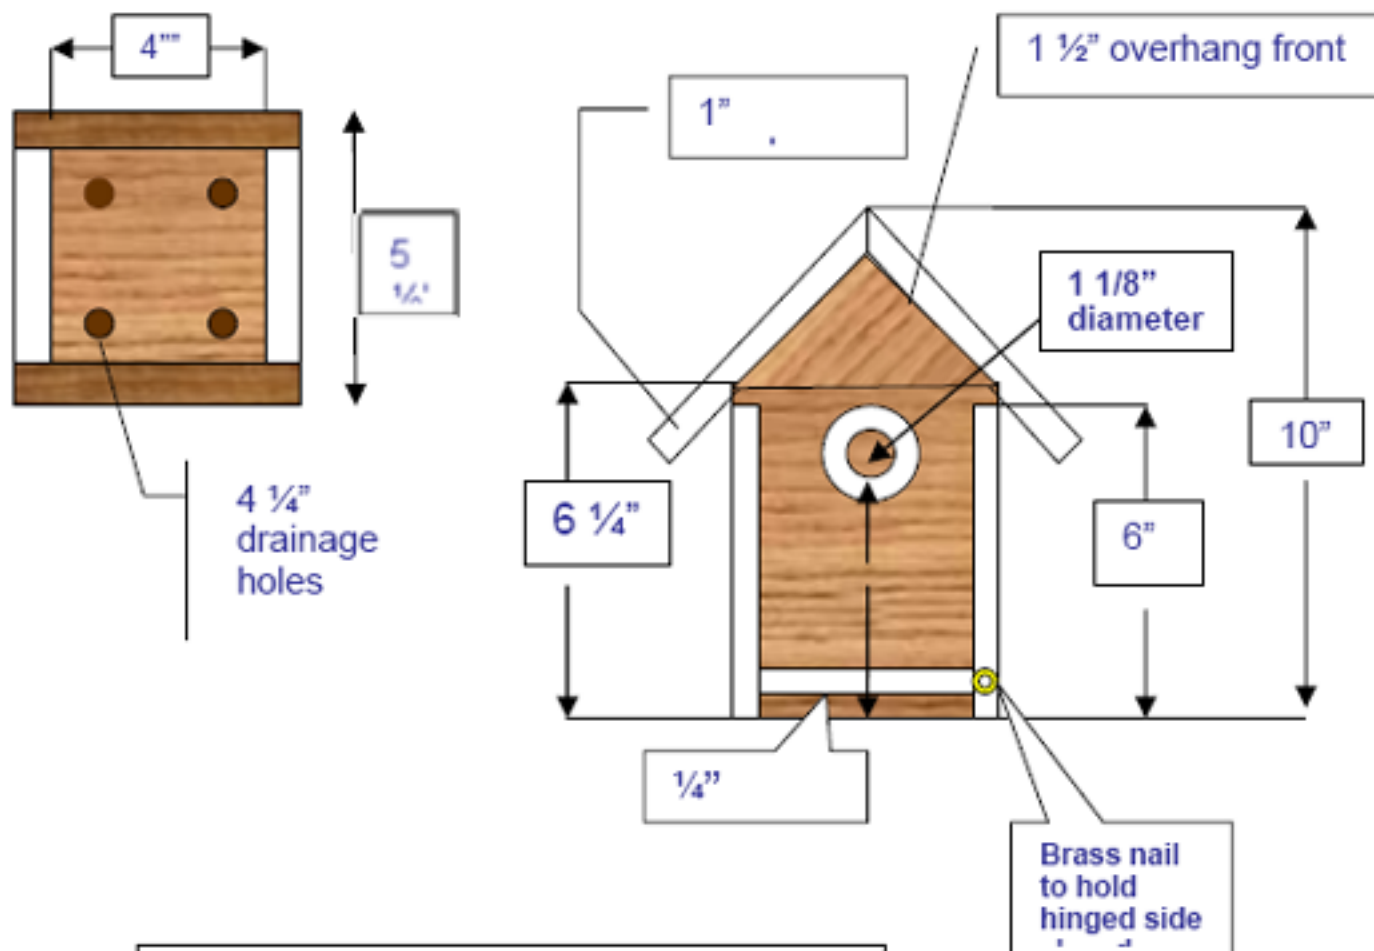 4""
1 ½" overhang front
1"
5
1 1/8"
diameter
10"
6 ¼"
6"
4 ¼"
drainage
holes
¼"
Brass nail
to hold
hinged side